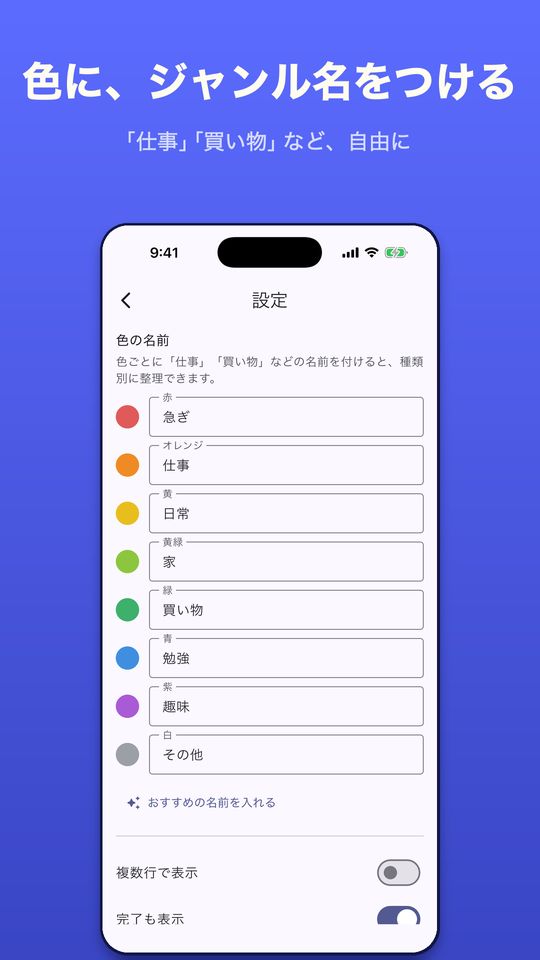 色に、ジャンル名をつける
「仕事」「買い物」など、自由に
9:41
設定
色の名前
色ごとに「仕事」「買い物」などの名前を付けると、種類
別に整理できます。
赤
急ぎ
オレンジ
仕事
黄
日常
黄緑
家
緑
買い物
青
勉強
紫
趣味
白
その他
おすすめの名前を入れる
複数行で表示
完了も表示